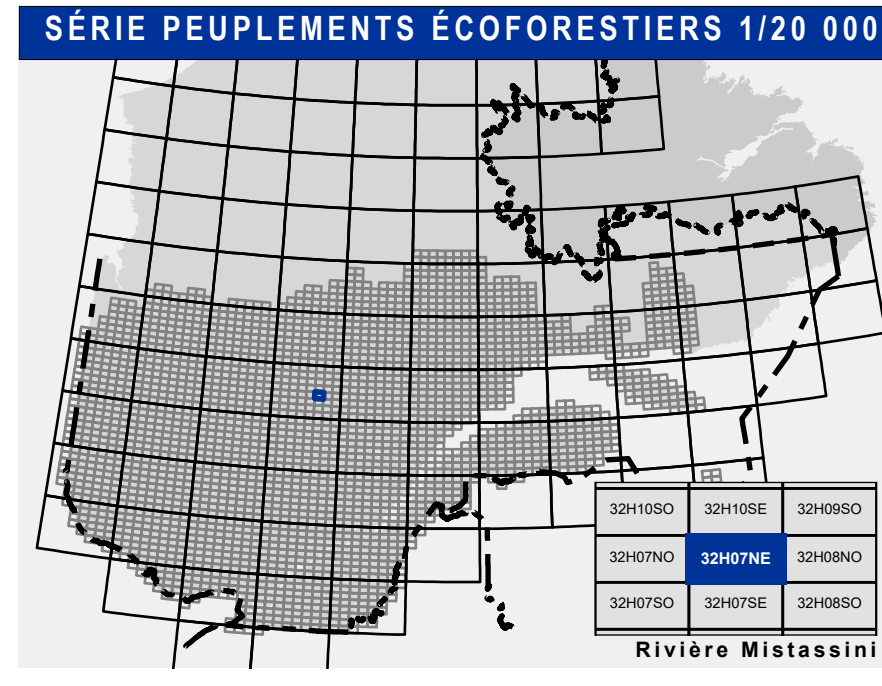 SÉRIE PEUPLEMENTS ÉCOFORESTIERS 1/20 000
32H10SO 32H10SE 32H09SO
32H07NO 32H07NE 32H08NO
32H07SO 32H07SE 32H08SO
Rivière Mistassini